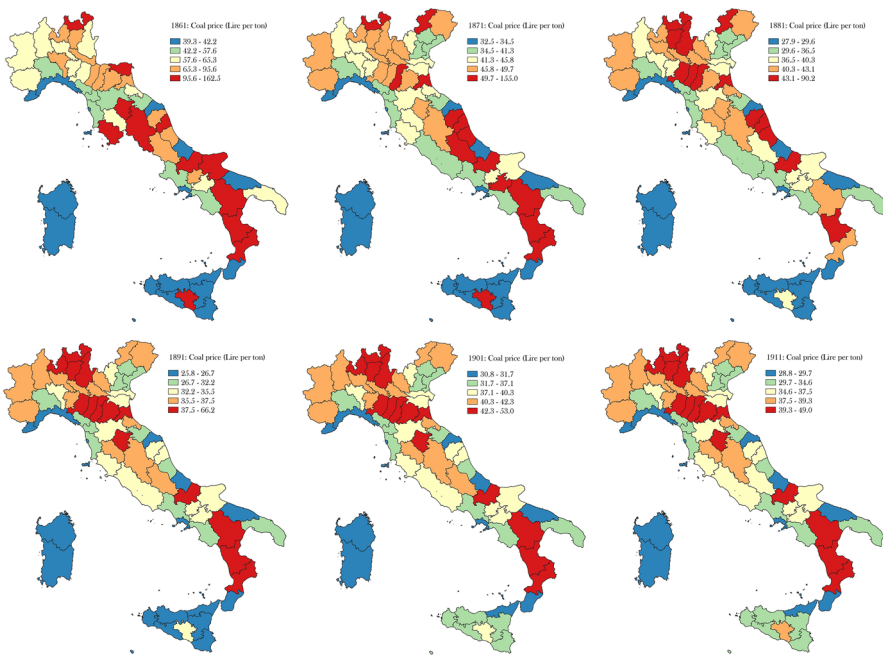 1861: Coal price (Lire per ton)
39.3 - 42.2
42.2 - 57.6
57.6 - 65.3
65.3 - 95.6
95.6 - 162.5
1871: Coal price (Lire per ton)
32.5 - 34.5
34.5 - 41.3
41.3 - 45.8
45.8 - 49.7
49.7 - 155.0
1881: Coal price (Lire per ton)
27.9 - 29.6
29.6 - 36.5
36.5 - 40.3
40.3 - 43.1
43.1 - 90.2
1891: Coal price (Lire per ton)
25.8 - 26.7
26.7 - 32.2
32.2 - 35.5
35.5 - 37.5
37.5 - 66.2
1901: Coal price (Lire per ton)
30.8 - 31.7
31.7 - 37.1
37.1 - 40.3
40.3 - 42.3
42.3 - 53.0
1911: Coal price (Lire per ton)
28.8 - 29.7
29.7 - 34.6
34.6 - 37.5
37.5 - 39.3
39.3 - 49.0